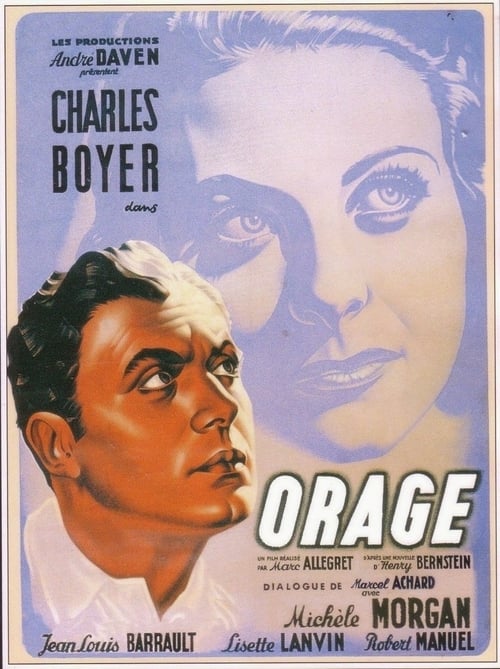 LES PRODUCTIONS
André DAVEN
présentent
CHARLES
BOYER
dans
ORAGE
UN FILM RÉALISÉ
PAR Marc ALLEGRET
D'APRÈS UNE NOUVELLE
D'Henry BERNSTEIN
DIALOGUE DE Marcel ACHARD
avec
Michèle MORGAN
Jean Louis BARRAULT Lisette LANVIN Robert MANUEL